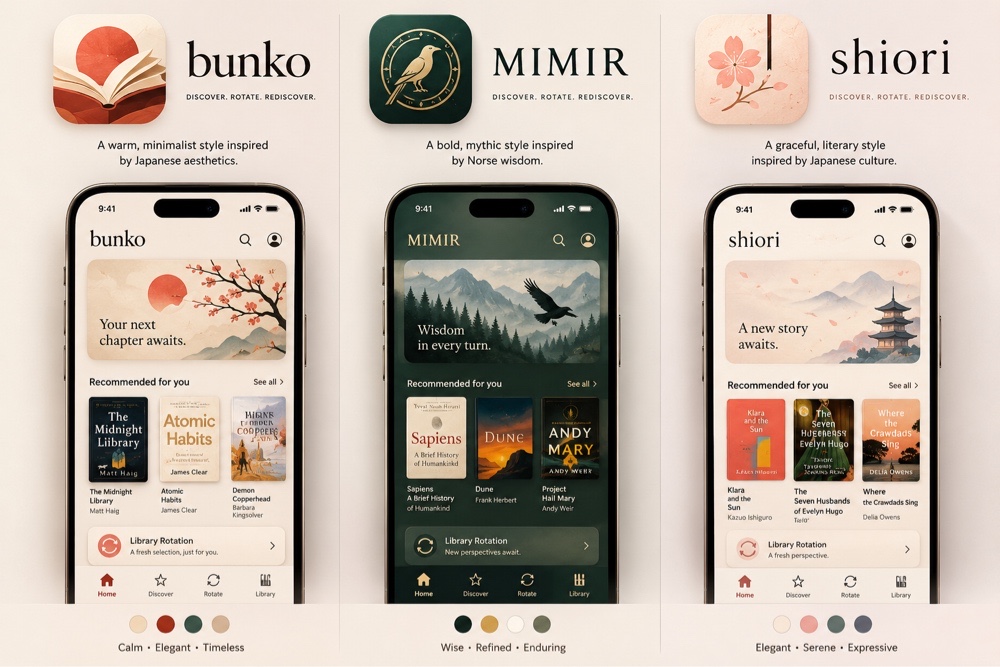 bunko
DISCOVER. ROTATE. REDISCOVER.
A warm, minimalist style inspired
by Japanese aesthetics.
9:41
bunko
Your next
chapter awaits.
Recommended for you
See all >
The
Midnight
Liibrary
Matt Haig
Atomic
Habits
James Clear
The Midnight
Library
Matt Haig
Atomic
Habits
James Clear
Demon
Copperhead
Barbara
Kingsolver
Library Rotation
A fresh selection, just for you.
Home
Discover
Rotate
Library
Calm • Elegant • Timeless
MIMIR
DISCOVER. ROTATE. REDISCOVER.
A bold, mythic style inspired
by Norse wisdom.
9:41
MIMIR
Wisdom
in every turn.
Recommended for you
See all >
Sapiens
A Brief History
of Humankind
DUNE
ANDY
MARY
ANDY WEIR
Sapiens
A Brief History
of Humankind
Dune
Frank Herbert
Project
Hail Mary
Andy Weir
Library Rotation
New perspectives await.
Home
Discover
Rotate
Library
Wise • Refined • Enduring
shiori
DISCOVER. ROTATE. REDISCOVER.
A graceful, literary style
inspired by Japanese culture.
9:41
shiori
A new story
awaits.
Recommended for you
See all >
Klara
and the
Sun
The
Seven
Evelyn Hugo
Where
the
Crawdads
Sing
DELIA OWENS
Klara
and the
Sun
Kazuo Ishiguro
The
Seven Husbands
of Evelyn Hugo
Where
the Crawdads Sing
Delia Owens
Library Rotation
A fresh perspective.
Home
Discover
Rotate
Library
Elegant • Serene • Expressive